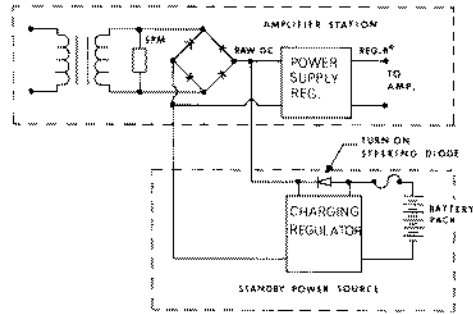 AMPLIFIER STATION
RAW DC
POWER
SUPPLY
REG.
TO
AMP.
TURN ON
STEERING DIODE
CHARGING
REGULATOR
BATTERY
PACK
STANDBY POWER SOURCE